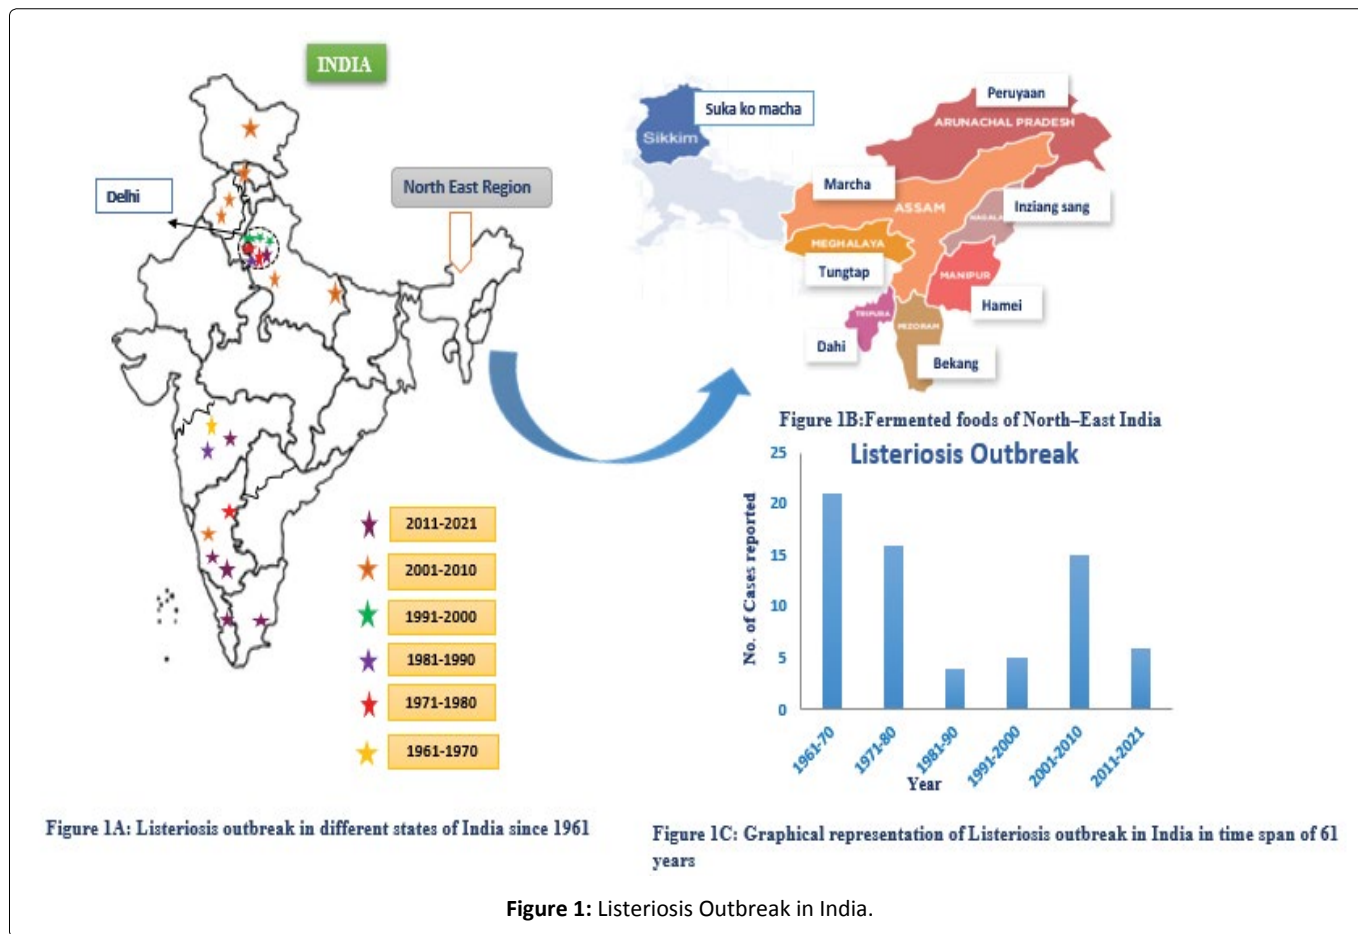 INDIA
Delhi
North East Region
2011-2021
2001-2010
1991-2000
1981-1990
1971-1980
1961-1970
Figure 1A: Listeriosis outbreak in different states of India since 1961
Sikkim
Suka ko macha
Peruyaan
ARUNACHAL PRADESH
Marcha
ASSAM
Inziang sang
MEGHALAYA
Tungtap
MANIPUR
Hamei
TRIPURA
Dahi
MIZORAM
Bekang
Figure 1B:Fermented foods of North–East India
Listeriosis Outbreak
No. of Cases reported
25
20
15
10
5
0
1961-70
1971-80
1981-90
1991-2000
2001-2010
2011-2021
Year
Figure 1C: Graphical representation of Listeriosis outbreak in India in time span of 61
years
Figure 1: Listeriosis Outbreak in India.